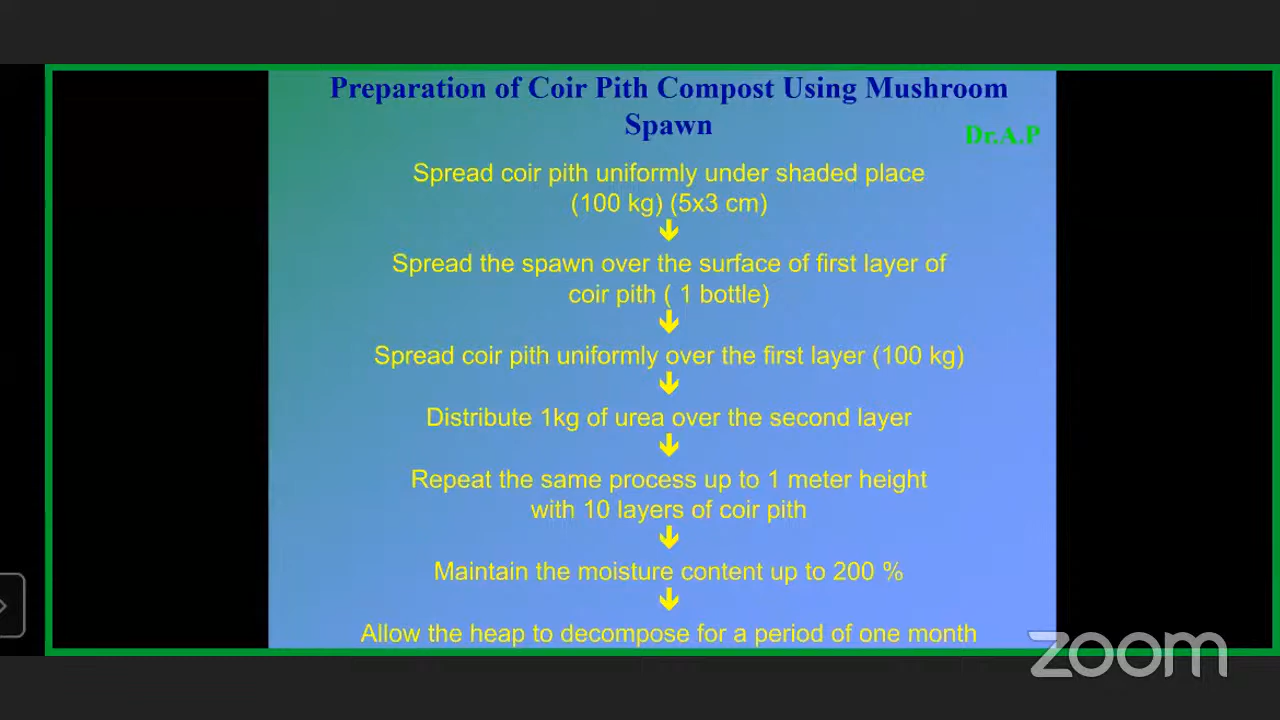 Preparation of Coir Pith Compost Using Mushroom
Spawn
Dr.A.P
Spread coir pith uniformly under shaded place
(100 kg) (5x3 cm)
Spread the spawn over the surface of first layer of
coir pith ( 1 bottle)
Spread coir pith uniformly over the first layer (100 kg)
Distribute 1kg of urea over the second layer
Repeat the same process up to 1 meter height
with 10 layers of coir pith
Maintain the moisture content up to 200 %
Allow the heap to decompose for a period of one month
zoom